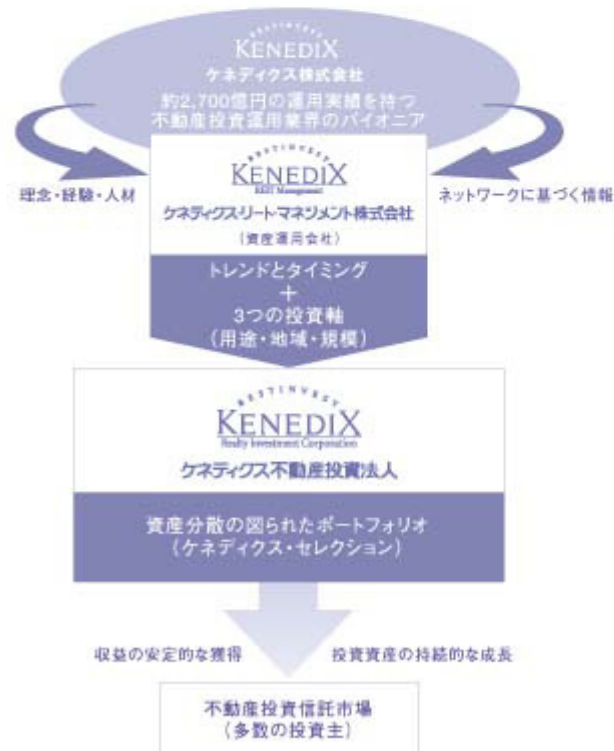 BESTINVEST
KENEDIX
ケネディクス株式会社
約2,700億円の運用実績を持つ
不動産投資運用業界のパイオニア
理念・経験・人材
ネットワークに基づく情報
BESTINVEST
KENEDIX
REIT Management
ケネディクス・リート・マネジメント株式会社
(資産運用会社)
トレンドとタイミング
+
3つの投資軸
(用途・地域・規模)
BESTINVEST
KENEDIX
Realty Investment Corporation
ケネディクス不動産投資法人
資産分散の図られたポートフォリオ
(ケネディクス・セレクション)
収益の安定的な獲得
投資資産の持続的な成長
不動産投資信託市場
(多数の投資主)